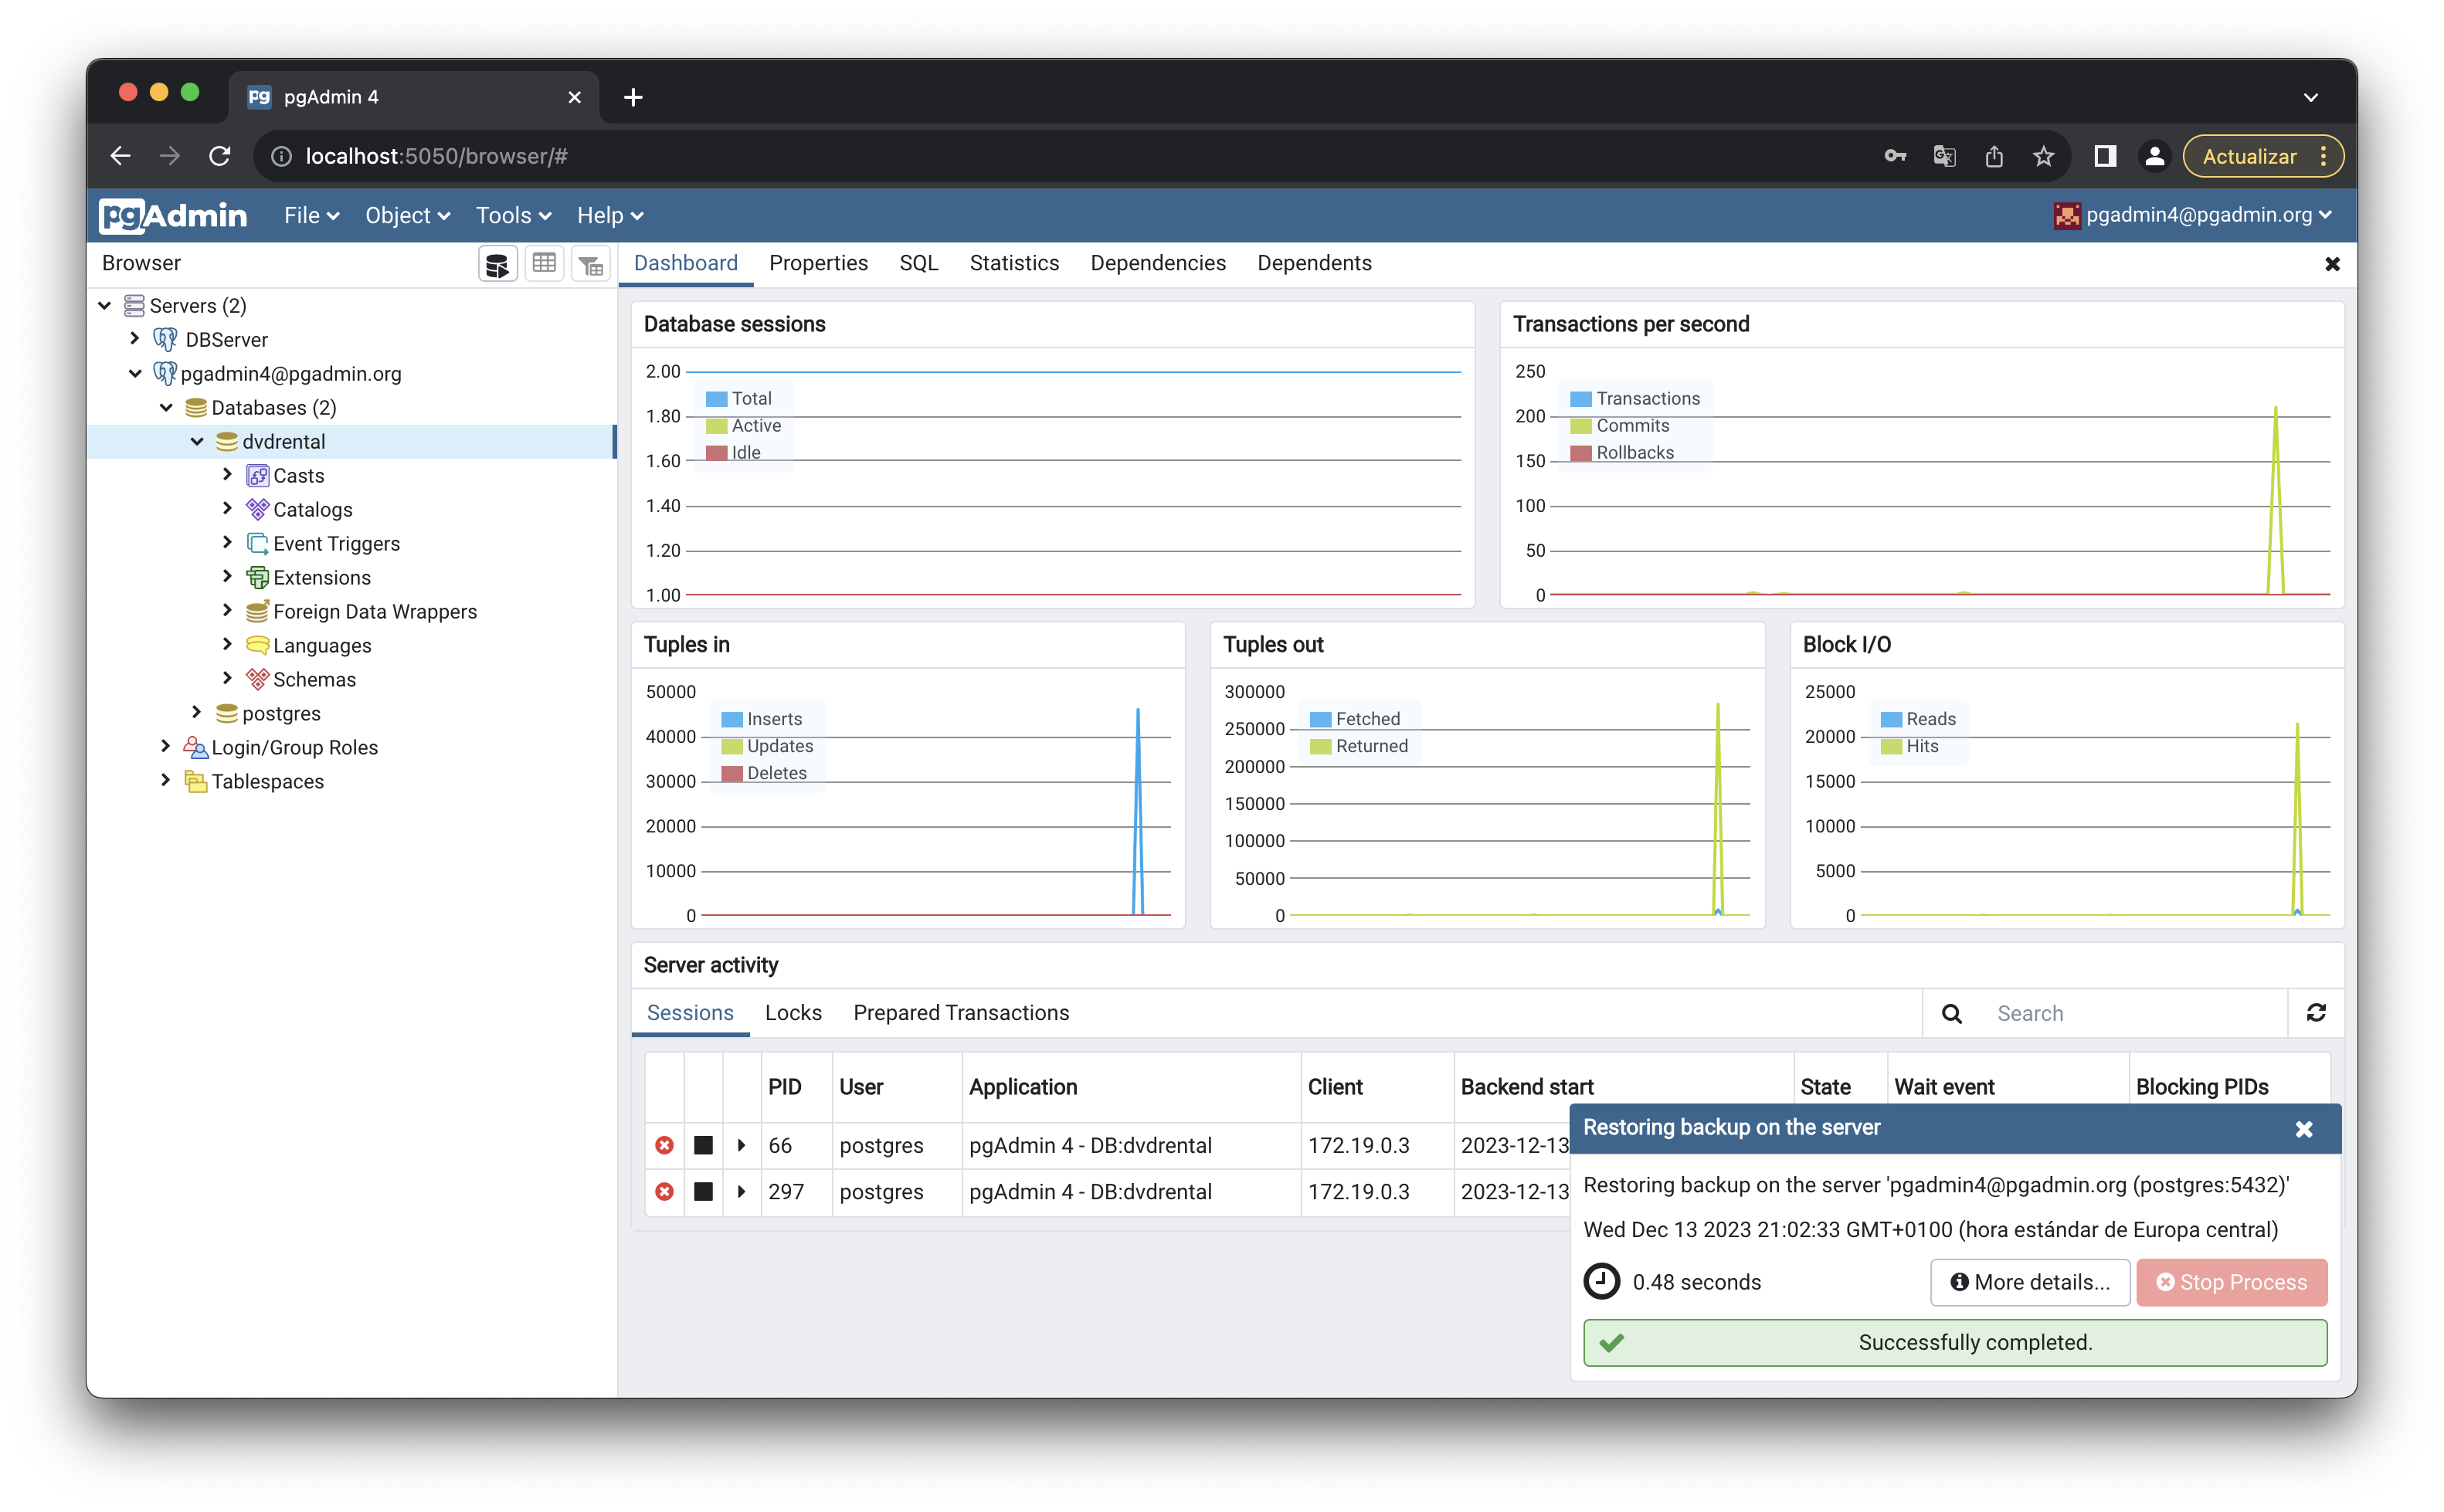 pg pgAdmin 4
localhost:5050/browser/#
Actualizar
pgAdmin File Object Tools Help pgadmin4@pgadmin.org
Browser
Dashboard Properties SQL Statistics Dependencies Dependents
Servers (2)
DBServer
pgadmin4@pgadmin.org
Databases (2)
dvdrental
Casts
Catalogs
Event Triggers
Extensions
Foreign Data Wrappers
Languages
Schemas
postgres
Login/Group Roles
Tablespaces
Database sessions
2.00
1.80
1.60
1.40
1.20
1.00
Total
Active
Idle
Transactions per second
250
200
150
100
50
0
Transactions
Commits
Rollbacks
Tuples in
50000
40000
30000
20000
10000
0
Inserts
Updates
Deletes
Tuples out
300000
250000
200000
150000
100000
50000
0
Fetched
Returned
Block I/O
25000
20000
15000
10000
5000
0
Reads
Hits
Server activity
Sessions Locks Prepared Transactions
Search
PID User Application Client Backend start State Wait event Blocking PIDs
66 postgres pgAdmin 4 - DB:dvdrental 172.19.0.3 2023-12-13
297 postgres pgAdmin 4 - DB:dvdrental 172.19.0.3 2023-12-13
Restoring backup on the server
Restoring backup on the server 'pgadmin4@pgadmin.org (postgres:5432)'
Wed Dec 13 2023 21:02:33 GMT+0100 (hora estándar de Europa central)
0.48 seconds
More details...
Stop Process
Successfully completed.